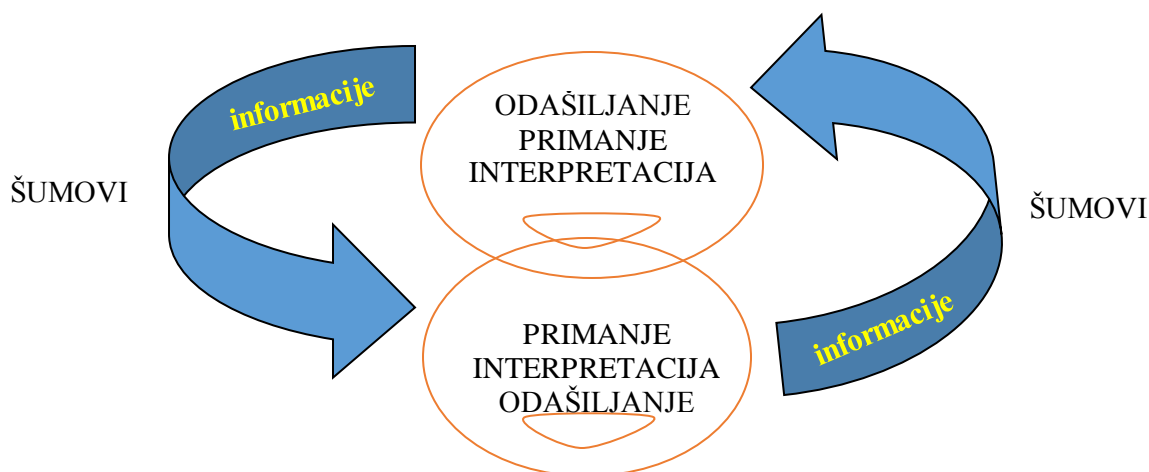 informacije
ODAŠILJANJE
PRIMANJE
INTERPRETACIJA
ŠUMOVI
ŠUMOVI
PRIMANJE
INTERPRETACIJA
ODAŠILJANJE
informacije